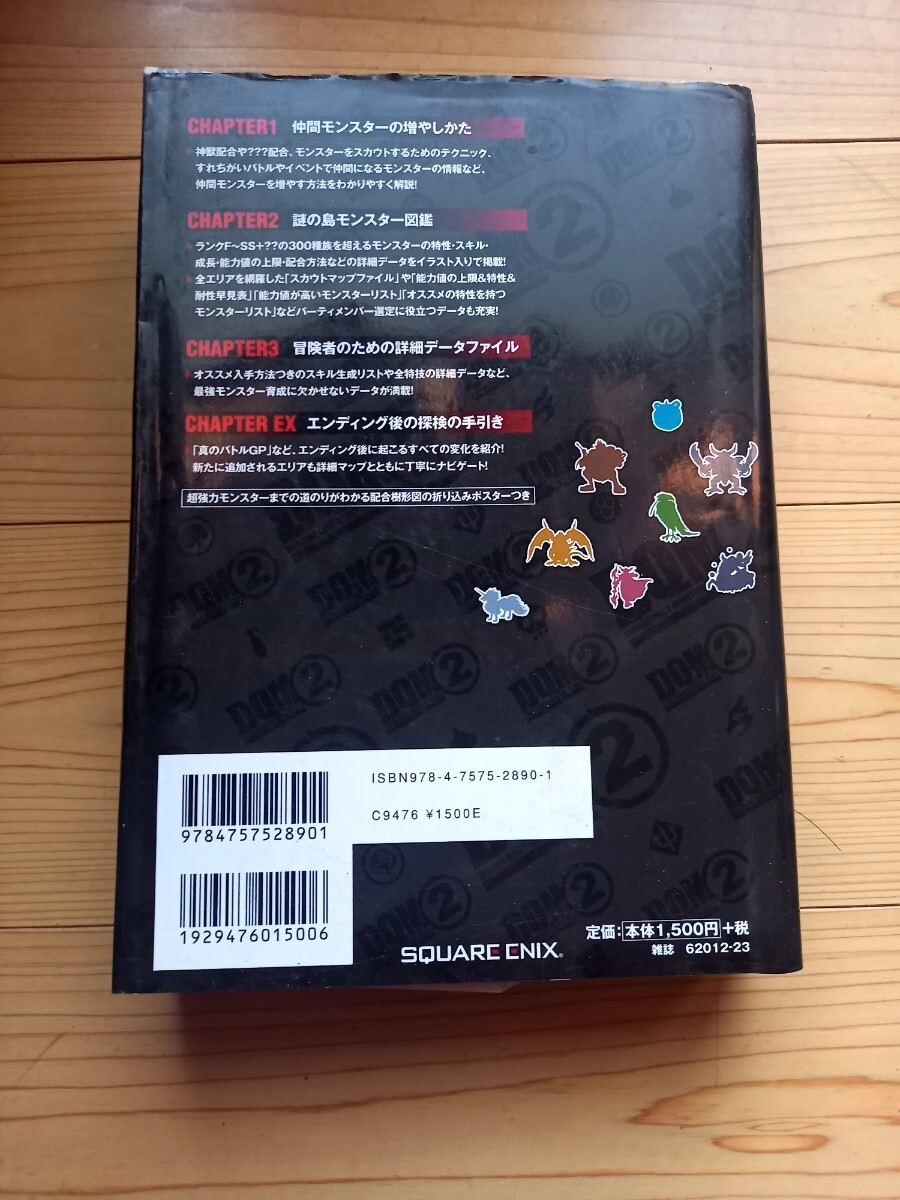 CHAPTER1 仲間モンスターの増やしかた
神獣配合や???配合、モンスターをスカウトするためのテクニック、
すれちがいバトルやイベントで仲間になるモンスターの情報など、
仲間モンスターを増やす方法をわかりやすく解説!
CHAPTER2 謎の島モンスター図鑑
ランクF～SS+??の300種族を超えるモンスターの特性・スキル・
成長・能力値の上限・配合方法などの詳細データをイラスト入りで掲載!
全エリアを網羅した「スカウトマップファイル」や「能力値の上限&特性&
耐性早見表」「能力値が高いモンスターリスト」「オススメの特性を持つ
モンスターリスト」などパーティメンバー選定に役立つデータも充実!
CHAPTER3 冒険者のための詳細データファイル
オススメ入手方法つきのスキル生成リストや全特技の詳細データなど、
最強モンスター育成に欠かせないデータが満載!
CHAPTER EX エンディング後の探検の手引き
「真のバトルGP」など、エンディング後に起こるすべての変化を紹介!
新たに追加されるエリアも詳細マップとともに丁寧にナビゲート!
超強力モンスターまでの道のりがわかる配合樹形図の折り込みポスターつき
DQM2
DQM2
DQM2
DQM2
DQM2
ISBN978-4-7575-2890-1
C9476 ¥1500E
9784757528901
1929476015006
SQUARE ENIX®
定価:本体1,500円+税
雑誌 62012-23